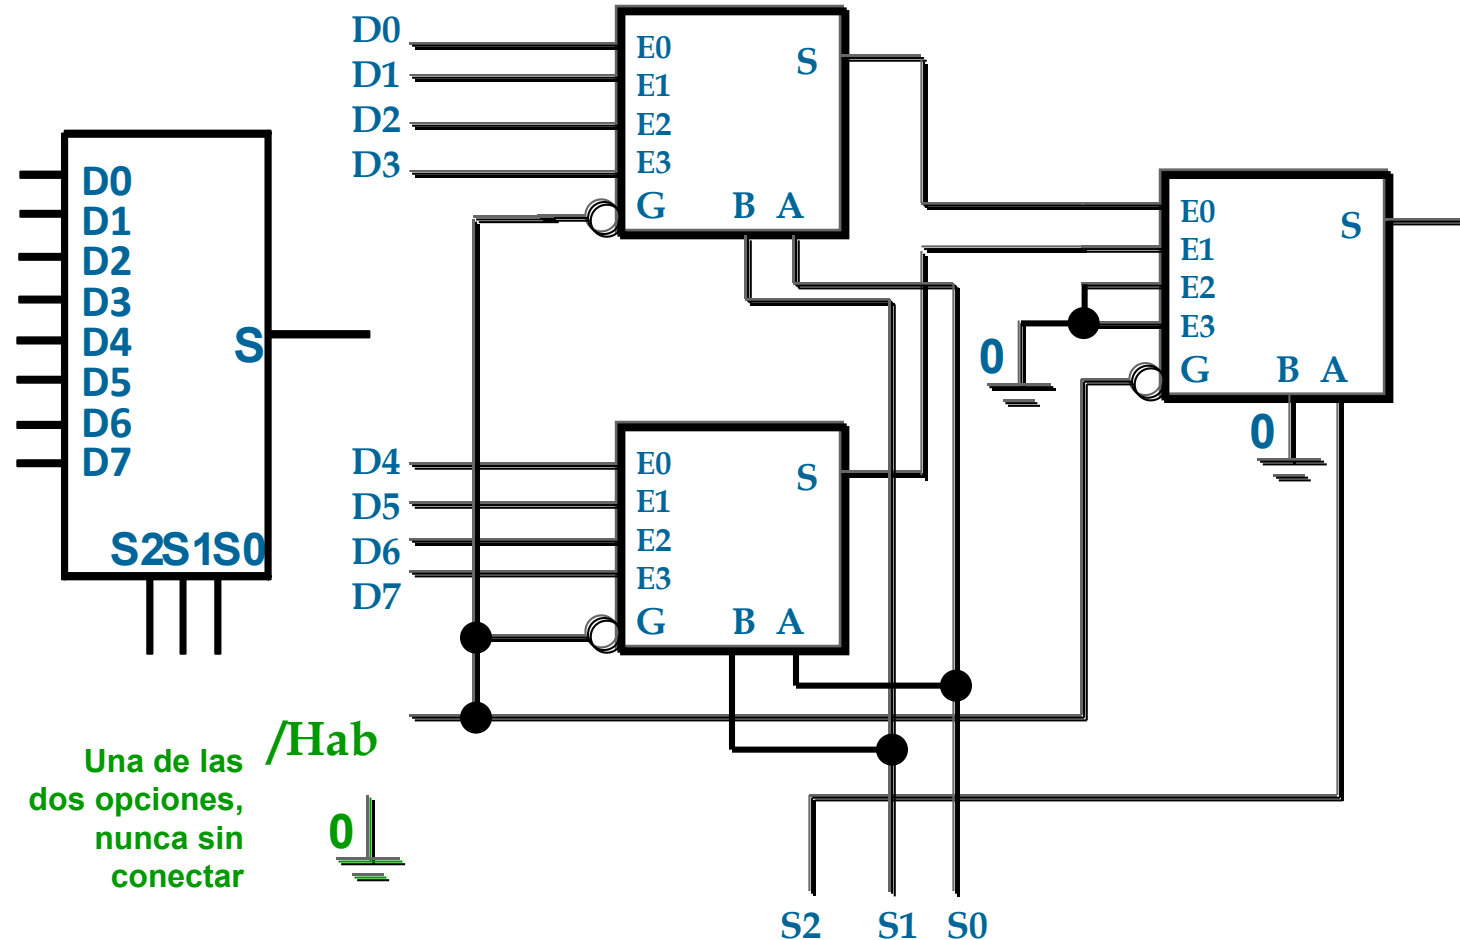 D0
D1
D2
D3
D4
D5
D6
D7
S
S2S1S0
D0
D1
D2
D3
E0
E1
E2
E3
S
G B A
D4
D5
D6
D7
E0
E1
E2
E3
S
G B A
E0
E1
E2
E3
S
G B A
0
0
/Hab
Una de las
dos opciones,
nunca sin
conectar
0
S2 S1 S0